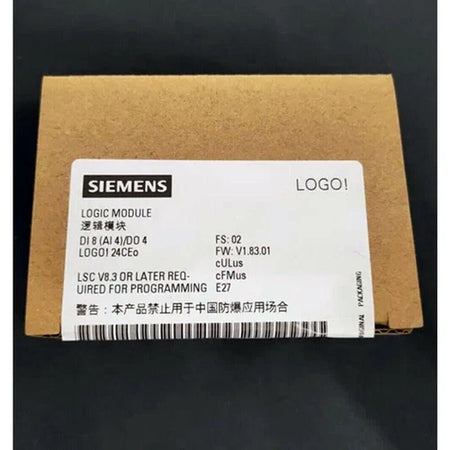 SIEMENS
LOGO!
LOGIC MODULE
逻辑模块
DI 8 (AI 4)/DO 4
LOGO! 24CEo
LSC V8.3 OR LATER REQ-
UIRED FOR PROGRAMMING
FS: 02
FW: V1.83.01
cULus
cFMus
E27
警告:本产品禁止用于中国防爆应用场合
ORIGINAL PACKAGING